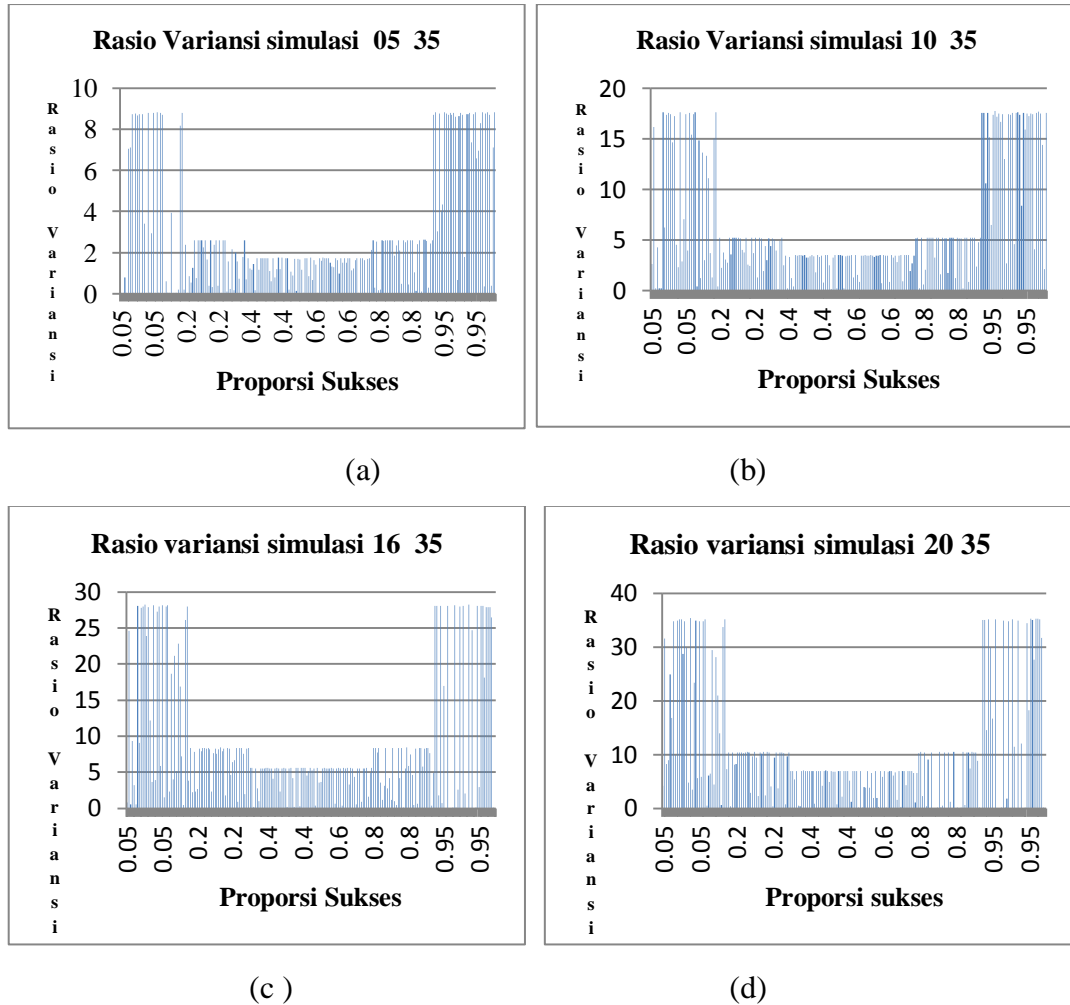 Rasio Variansi simulasi 05 35
Rasio Variansi
10
8
6
4
2
0
0.05 0.05 0.2 0.2 0.4 0.4 0.6 0.6 0.8 0.8 0.95 0.95
Proporsi Sukses
(a)
Rasio Variansi simulasi 10 35
Rasio Variansi
20
15
10
5
0
0.05 0.05 0.2 0.2 0.4 0.4 0.6 0.8 0.8 0.95 0.95
Proporsi Sukses
(b)
Rasio variansi simulasi 16 35
Rasio Variansi
30
25
20
15
10
5
0
0.05 0.05 0.2 0.2 0.4 0.4 0.6 0.8 0.8 0.95 0.95
Proporsi Sukses
(c )
Rasio variansi simulasi 20 35
Rasio Variansi
40
30
20
10
0
0.05 0.05 0.2 0.2 0.4 0.4 0.6 0.8 0.8 0.95 0.95
Proporsi sukses
(d)